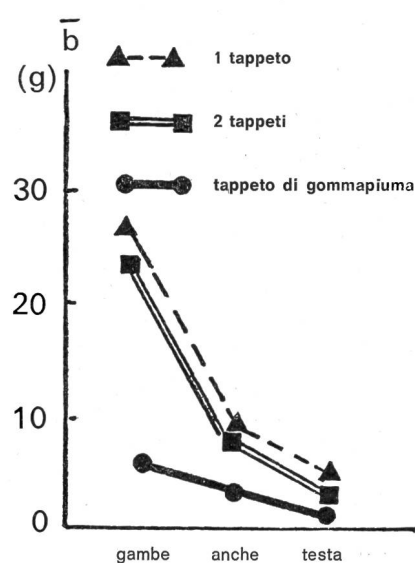 b̅
(g)
1 tappeto
2 tappeti
tappeto di gommapiuma
30
20
10
0
gambe anche testa